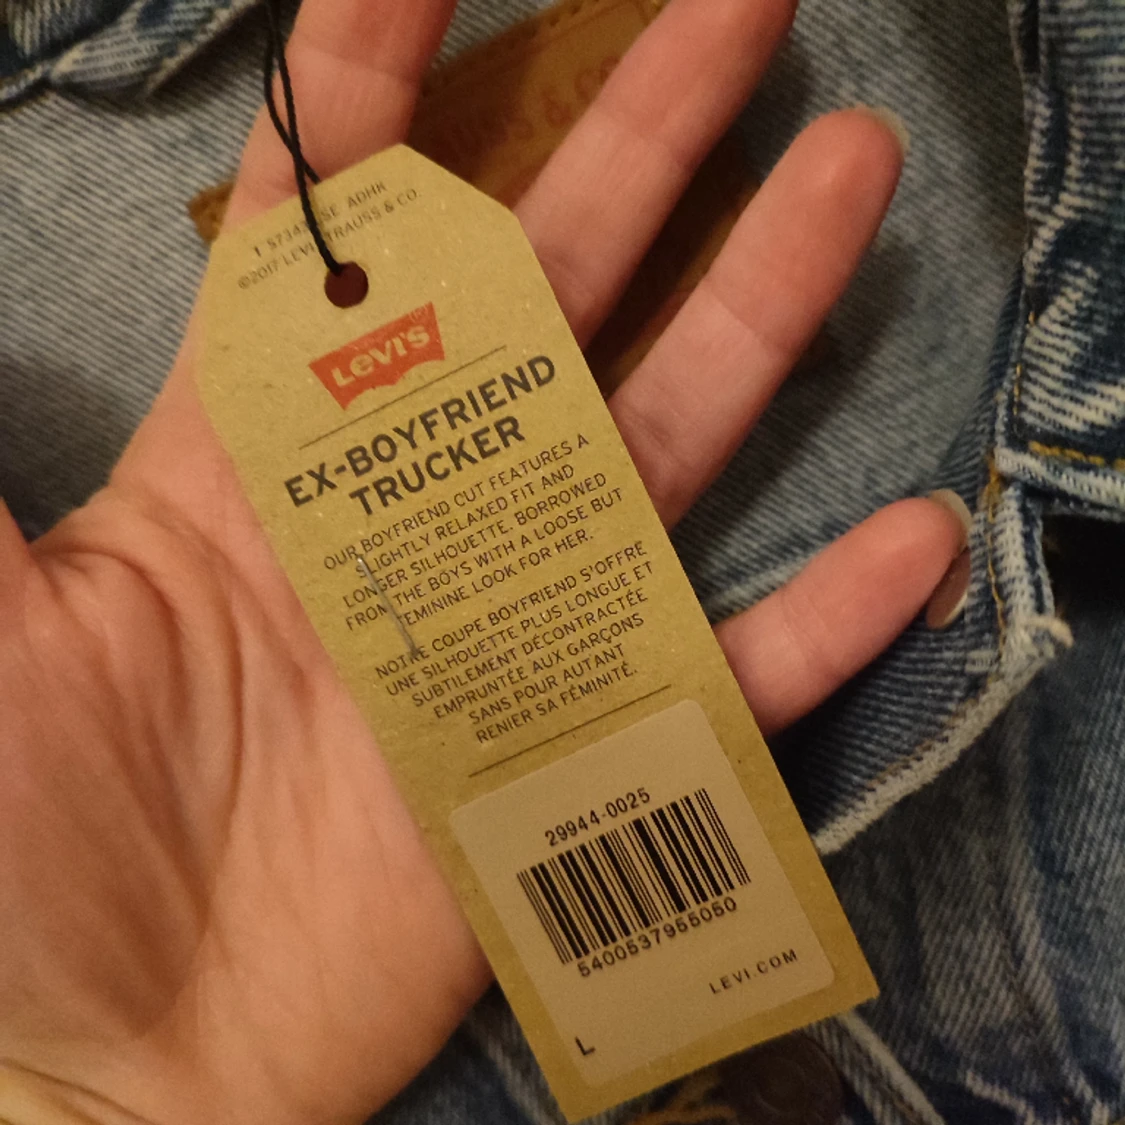 ©2017 LEVI STRAUSS & CO.
LEVI'S
EX-BOYFRIEND
TRUCKER
OUR BOYFRIEND CUT FEATURES A
SLIGHTLY RELAXED FIT AND
LONGER SILHOUETTE. BORROWED
FROM THE BOYS WITH A LOOSE BUT
FEMININE LOOK FOR HER.
NOTRE COUPE BOYFRIEND S'OFFRE
UNE SILHOUETTE PLUS LONGUE ET
SUBTILEMENT DÉCONTRACTÉE
EMPRUNTÉE AUX GARÇONS
SANS POUR AUTANT
RENIER SA FÉMINITÉ.
29944-0025
5400537955050
LEVI.COM
L